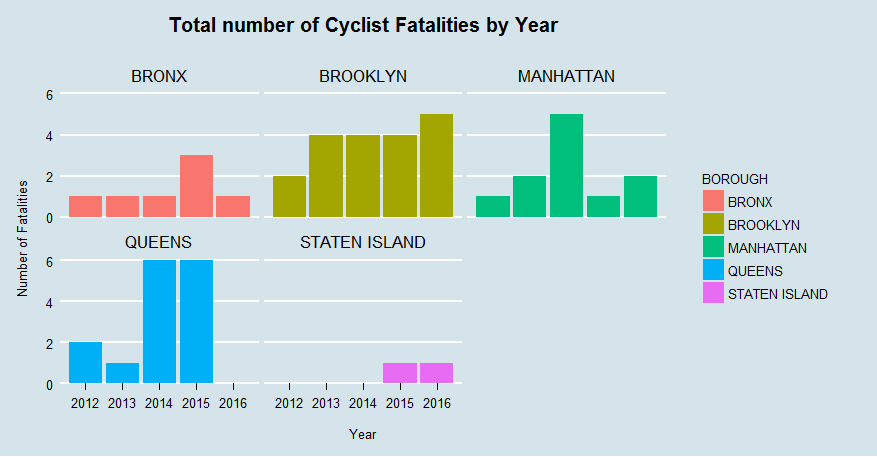 Total number of Cyclist Fatalities by Year
BRONX BROOKLYN MANHATTAN
6
4
2
0
QUEENS STATEN ISLAND
6
4
2
0
2012 2013 2014 2015 2016 2012 2013 2014 2015 2016
Year
Number of Fatalities
BOROUGH
BRONX
BROOKLYN
MANHATTAN
QUEENS
STATEN ISLAND